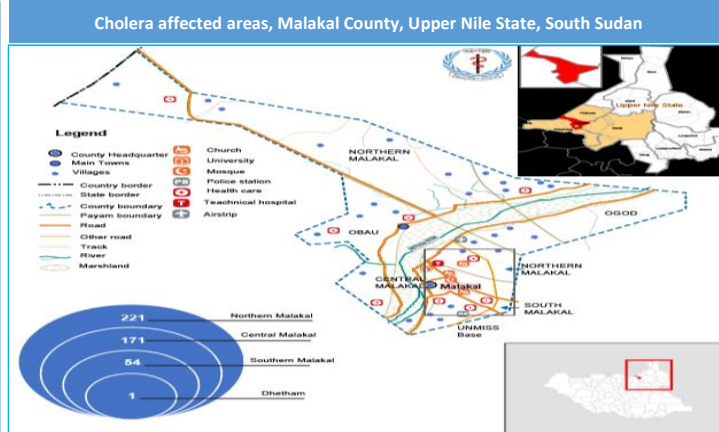 Cholera affected areas, Malakal County, Upper Nile State, South Sudan
Legend
County Headquarter
Main Towns
Villages
Country border
State border
County boundary
Payam boundary
Road
Other road
Track
River
Marshland
Church
University
Mosque
Police station
Health care
Teachnical hospital
Airstrip
PS
T
NORTHERN
MALAKAL
OBAU
OGOD
CENTRAL
MALAKAL
Malakal
NORTHERN
MALAKAL
SOUTH
MALAKAL
UNMISS
Base
Upper Nile State
221
Northern Malakal
171
Central Malakal
54
Southern Malakal
1
Dhetham